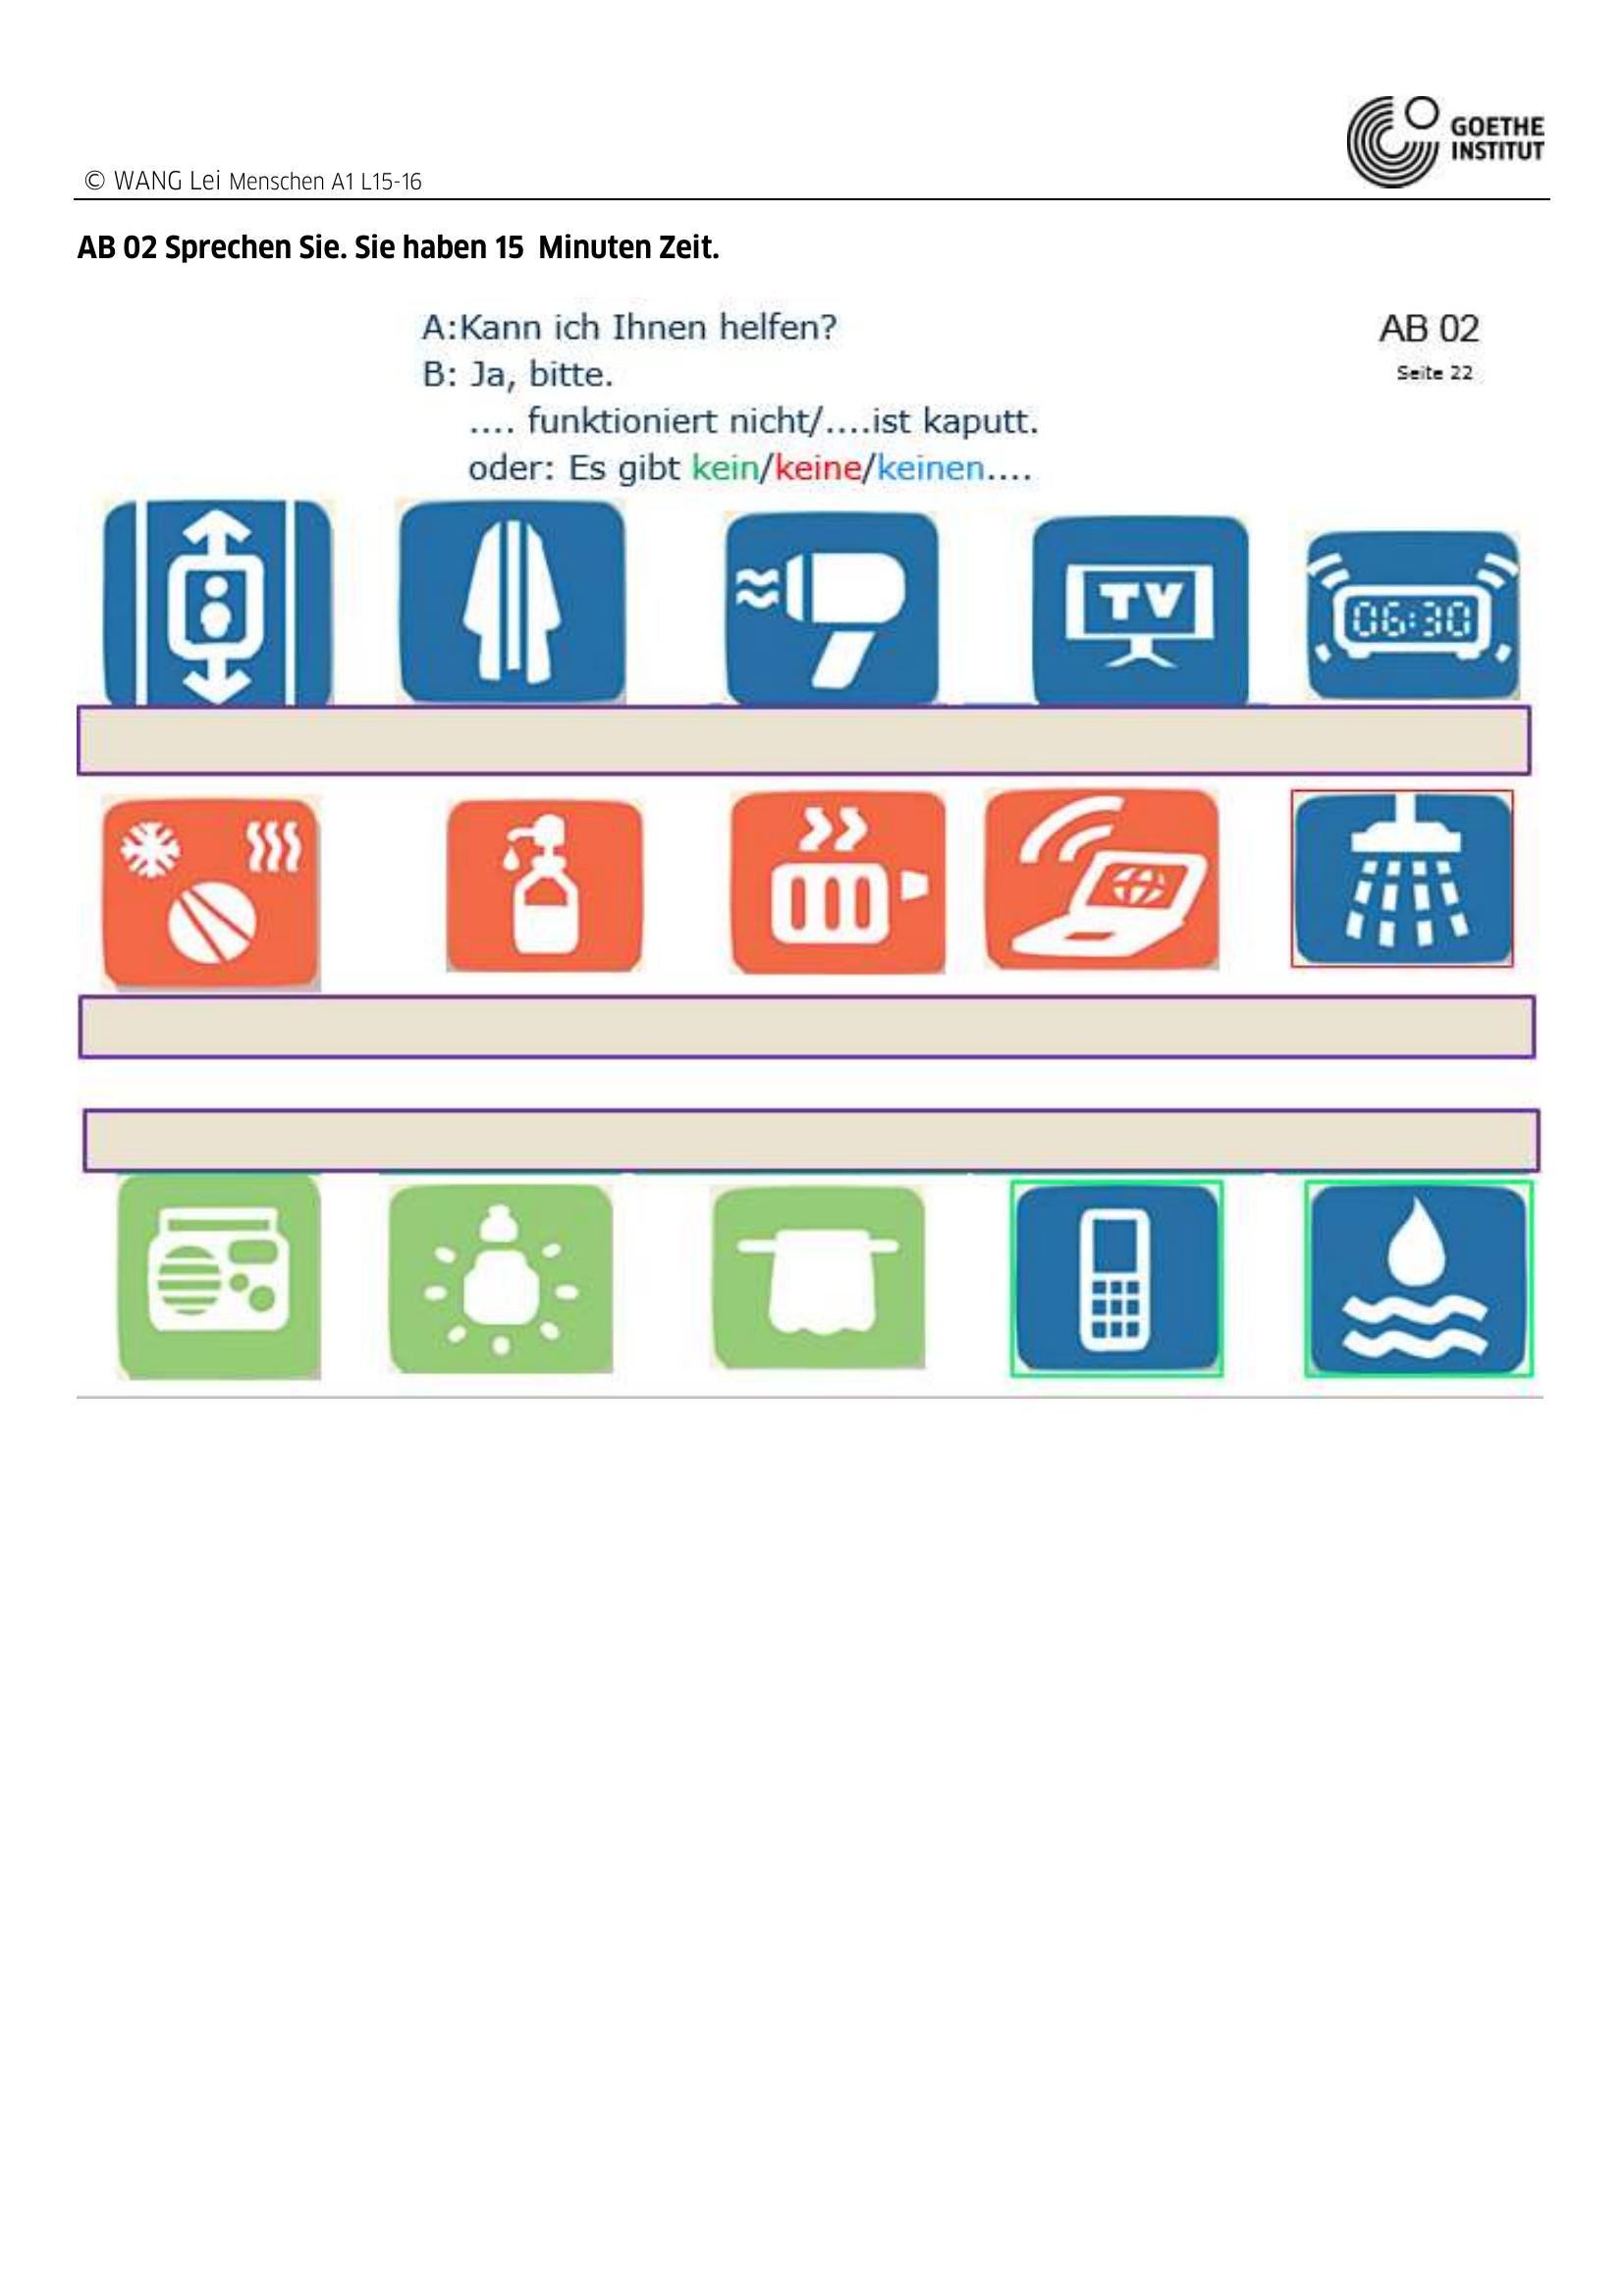 © WANG Lei Menschen A1 L15-16
GOETHE
INSTITUT
AB 02 Sprechen Sie. Sie haben 15  Minuten Zeit.
A:Kann ich Ihnen helfen?
AB 02
B: Ja, bitte.
Seite 22
.... funktioniert nicht/....ist kaputt.
oder: Es gibt kein/keine/keinen....
TV
06:30